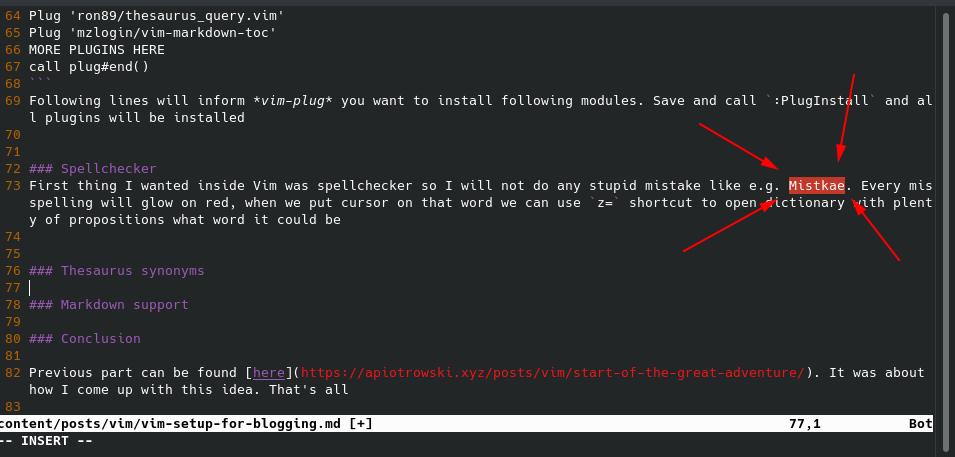 64 Plug 'ron89/thesaurus_query.vim'
65 Plug 'mzlogin/vim-markdown-toc'
66 MORE PLUGINS HERE
67 call plug#end()
68 ```
69 Following lines will inform *vim-plug* you want to install following modules. Save and call `:PlugInstall` and al
l plugins will be installed
70
71
72 ### Spellchecker
73 First thing I wanted inside Vim was spellchecker so I will not do any stupid mistake like e.g. Mistkae. Every mis
spelling will glow on red, when we put cursor on that word we can use `z=` shortcut to open dictionary with plent
y of propositions what word it could be
74
75
76 ### Thesaurus synonyms
77
78 ### Markdown support
79
80 ### Conclusion
81
82 Previous part can be found [here](https://apiotrowski.xyz/posts/vim/start-of-the-great-adventure/). It was about
how I come up with this idea. That's all
83
content/posts/vim/vim-setup-for-blogging.md [+] 77,1 Bot
-- INSERT --